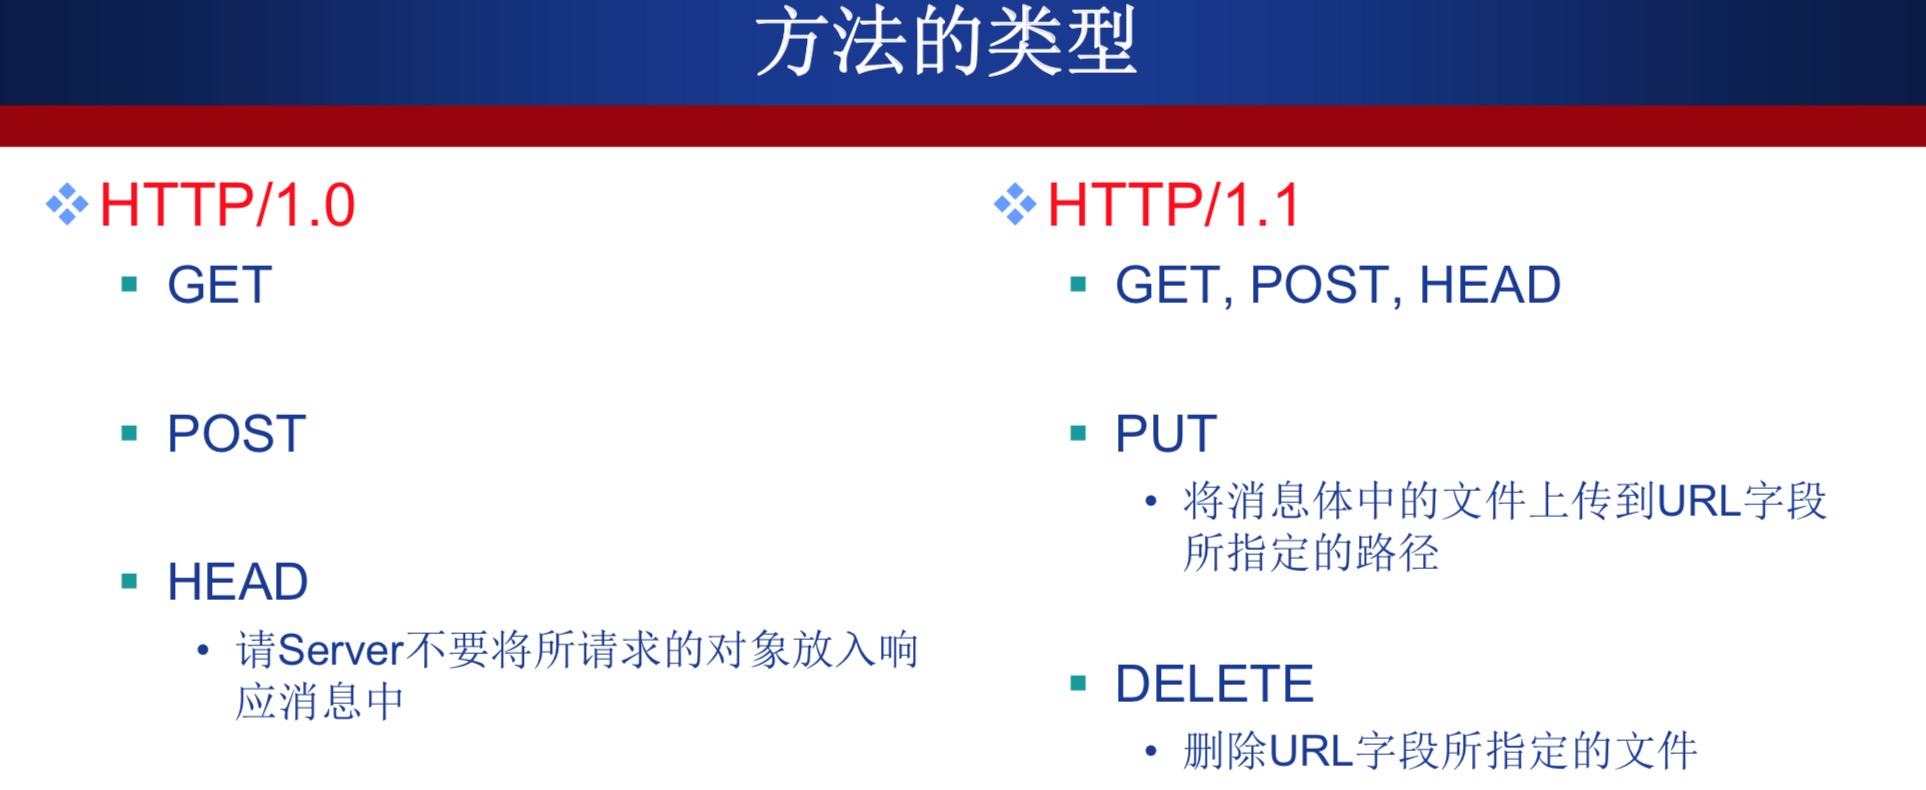 方法的类型
HTTP/1.0
GET
POST
HEAD
请Server不要将所请求的对象放入响
应消息中
HTTP/1.1
GET, POST, HEAD
PUT
将消息体中的文件上传到URL字段
所指定的路径
DELETE
删除URL字段所指定的文件